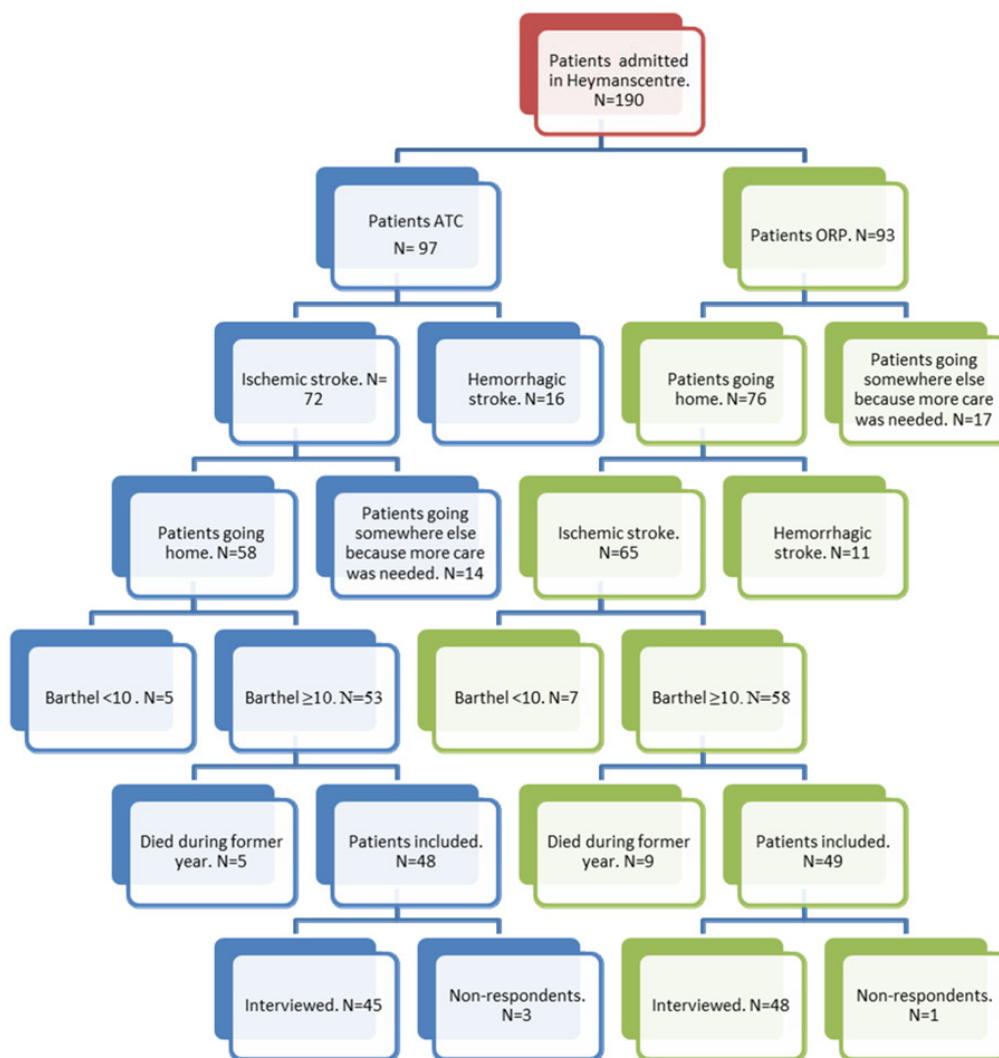 Patients admitted
in Heymanscentre.
N=190
Patients ATC
N= 97
Patients ORP. N=93
Ischemic stroke. N=
72
Hemorrhagic
stroke. N=16
Patients going
home. N=76
Patients going
somewhere else
because more care
was needed. N=17
Patients going
home. N=58
Patients going
somewhere else
because more care
was needed. N=14
Ischemic stroke.
N=65
Hemorrhagic
stroke. N=11
Barthel <10 . N=5
Barthel ≥10. N=53
Barthel <10. N=7
Barthel ≥10. N=58
Died during former
year. N=5
Patients included.
N=48
Died during former
year. N=9
Patients included.
N=49
Interviewed. N=45
Non-respondents.
N=3
Interviewed. N=48
Non-respondents.
N=1